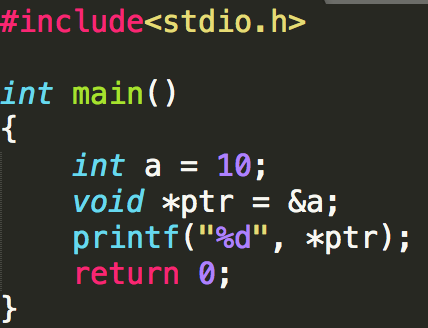 #include<stdio.h>
int main()
{
int a = 10;
void *ptr = &a;
printf("%d", *ptr);
return 0;
}